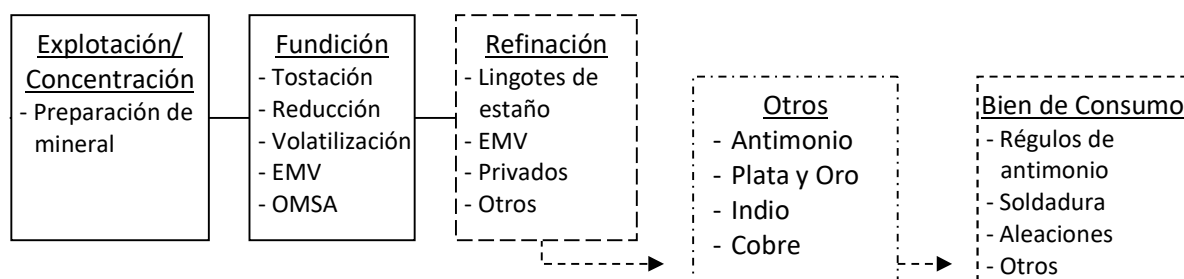 Explotación/
Concentración
- Preparación de
mineral
Fundición
- Tostación
- Reducción
- Volatilización
- EMV
- OMSA
Refinación
- Lingotes de
estaño
- EMV
- Privados
- Otros
Otros
- Antimonio
- Plata y Oro
- Indio
- Cobre
Bien de Consumo
- Régulos de
antimonio
- Soldadura
- Aleaciones
- Otros